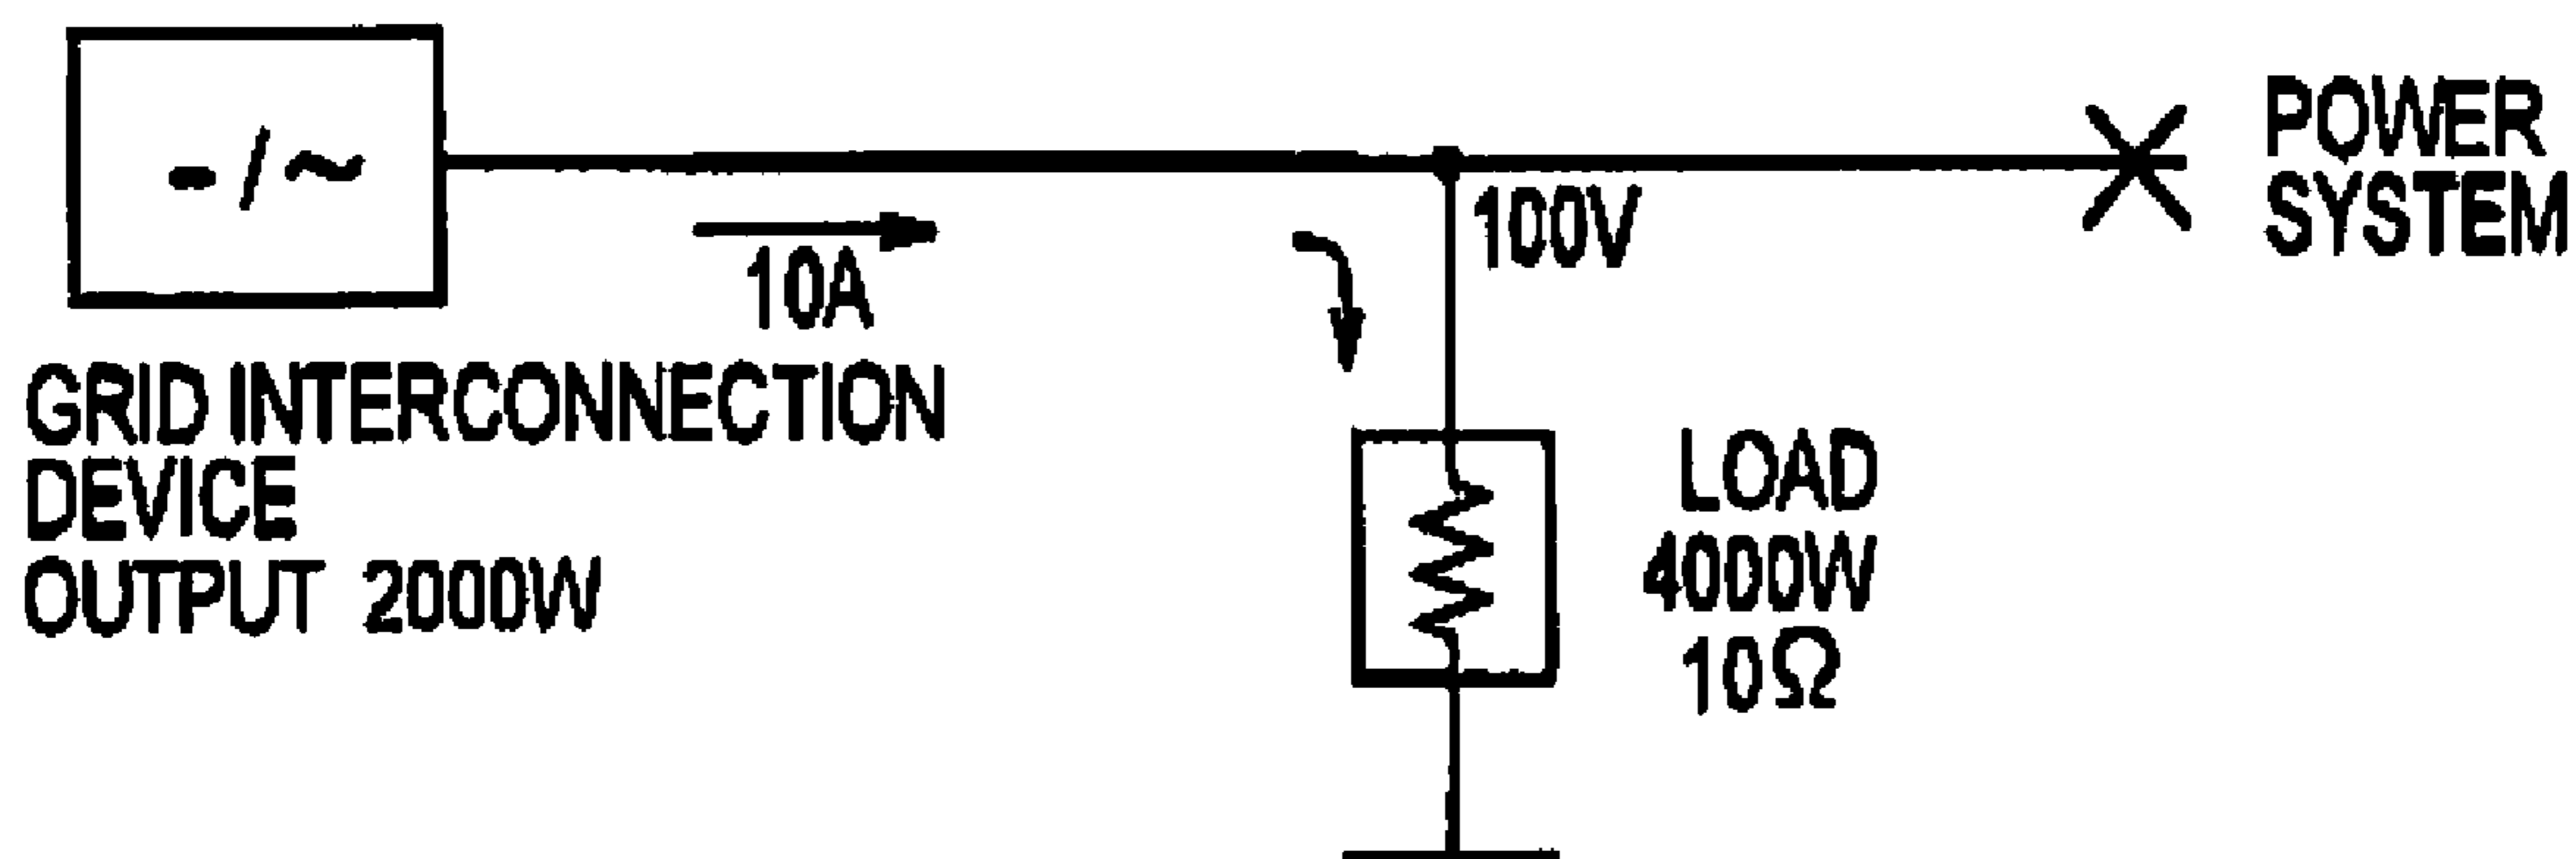 - / ~
10A
100V
POWER
SYSTEM
GRID INTERCONNECTION
DEVICE
OUTPUT 2000W
LOAD
4000W
10Ω